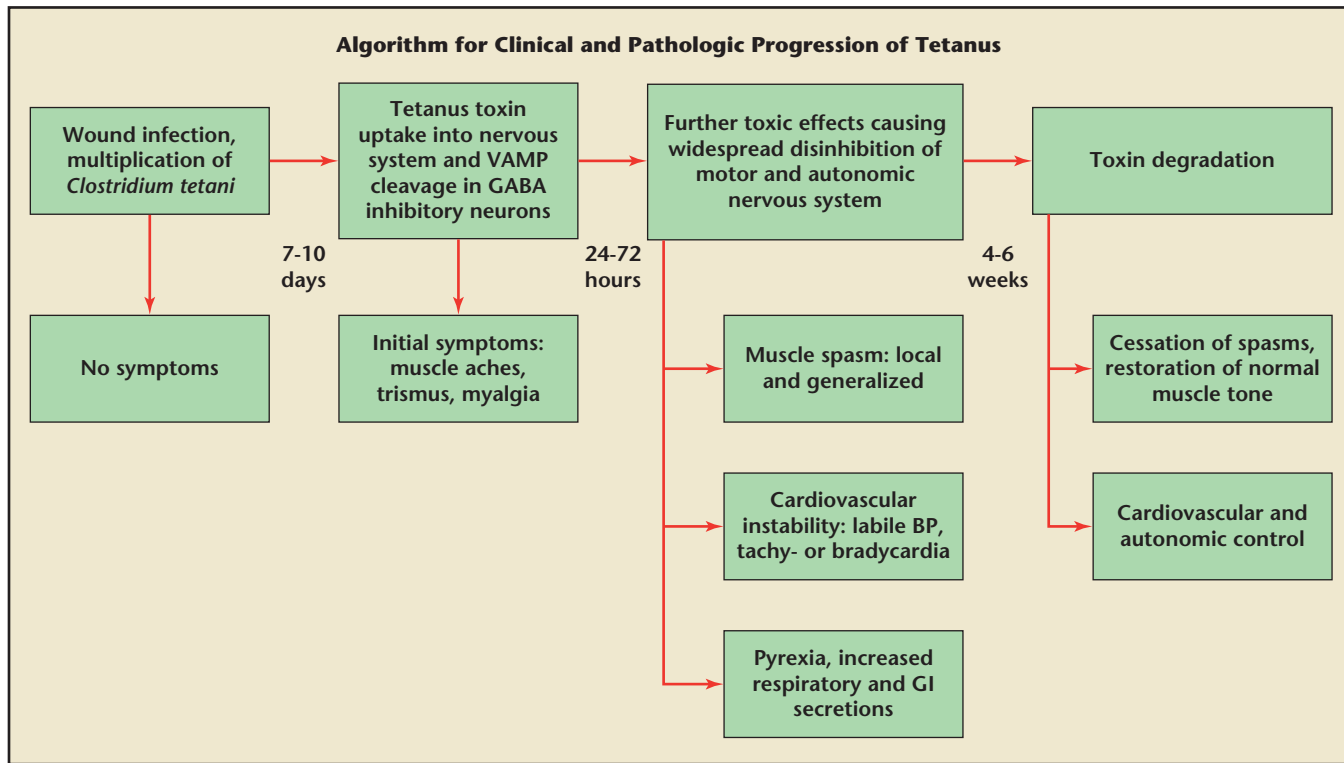 Algorithm for Clinical and Pathologic Progression of Tetanus
Wound infection,
multiplication of
Clostridium tetani
Tetanus toxin
uptake into nervous
system and VAMP
cleavage in GABA
inhibitory neurons
Further toxic effects causing
widespread disinhibition of
motor and autonomic
nervous system
Toxin degradation
7-10
days
24-72
hours
4-6
weeks
No symptoms
Initial symptoms:
muscle aches,
trismus, myalgia
Muscle spasm: local
and generalized
Cessation of spasms,
restoration of normal
muscle tone
Cardiovascular
instability: labile BP,
tachy- or bradycardia
Cardiovascular and
autonomic control
Pyrexia, increased
respiratory and GI
secretions